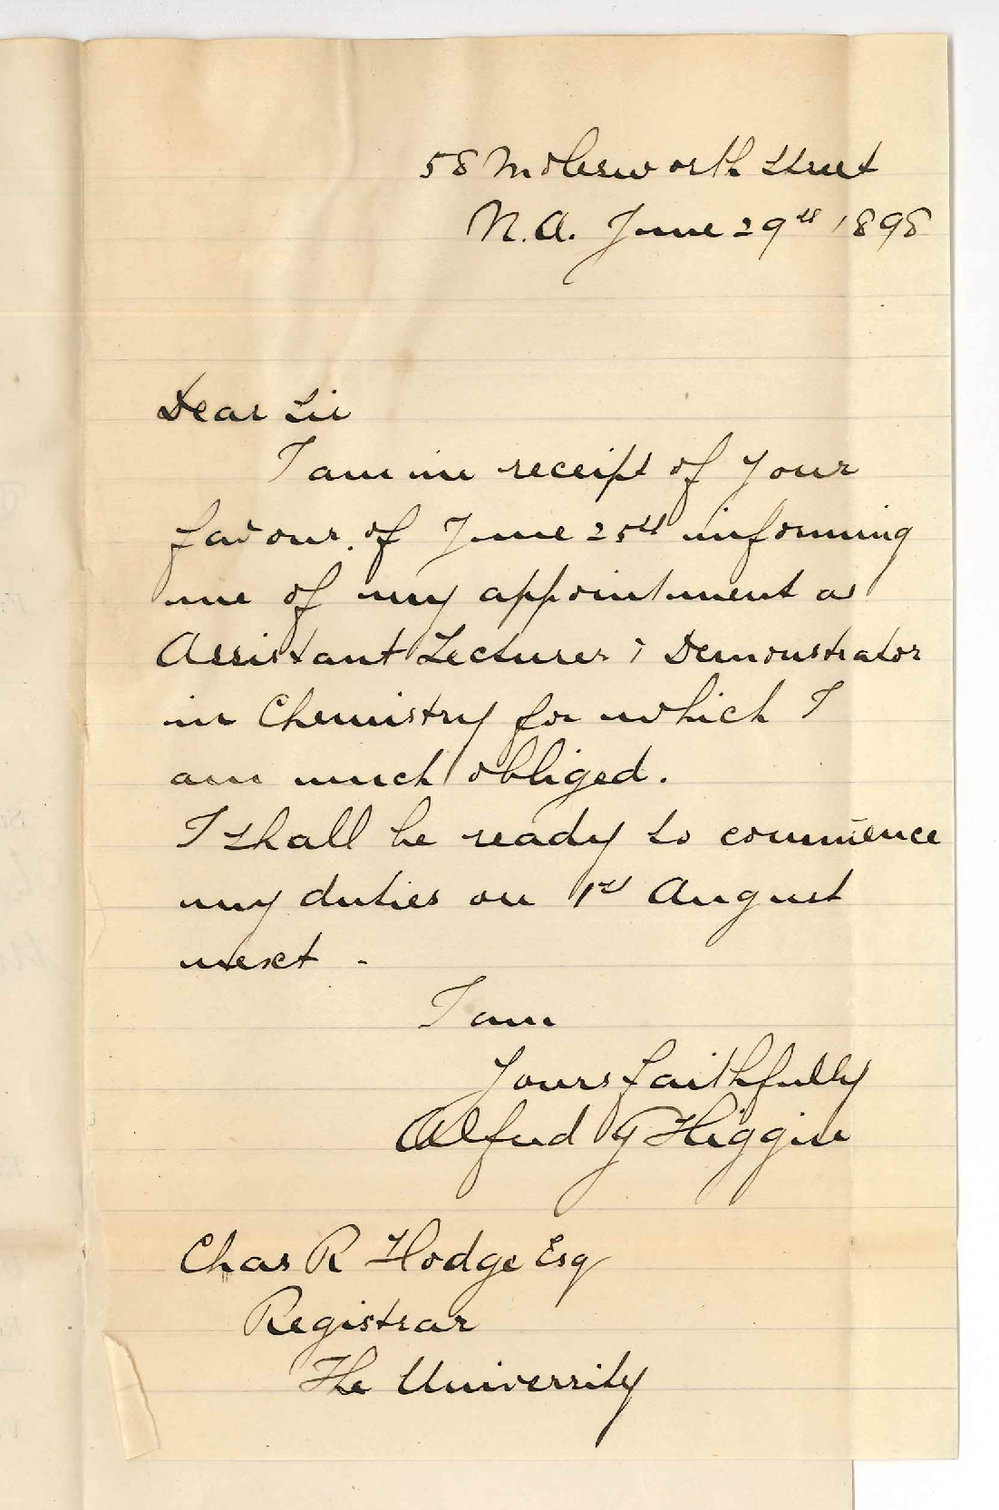 58 Molesworth Street
N.A. June 29th 1898
Dear Sir
I am in receipt of your
favour of June 25th informing
me of my appointment as
Assistant Lecturer & Demonstrator
in Chemistry for which I
am much obliged.
I shall be ready to commence
my duties on 1st August
next -
I am
Yours faithfully
Alfred J Higgin
Chas R Hodge Esq
Registrar
The University